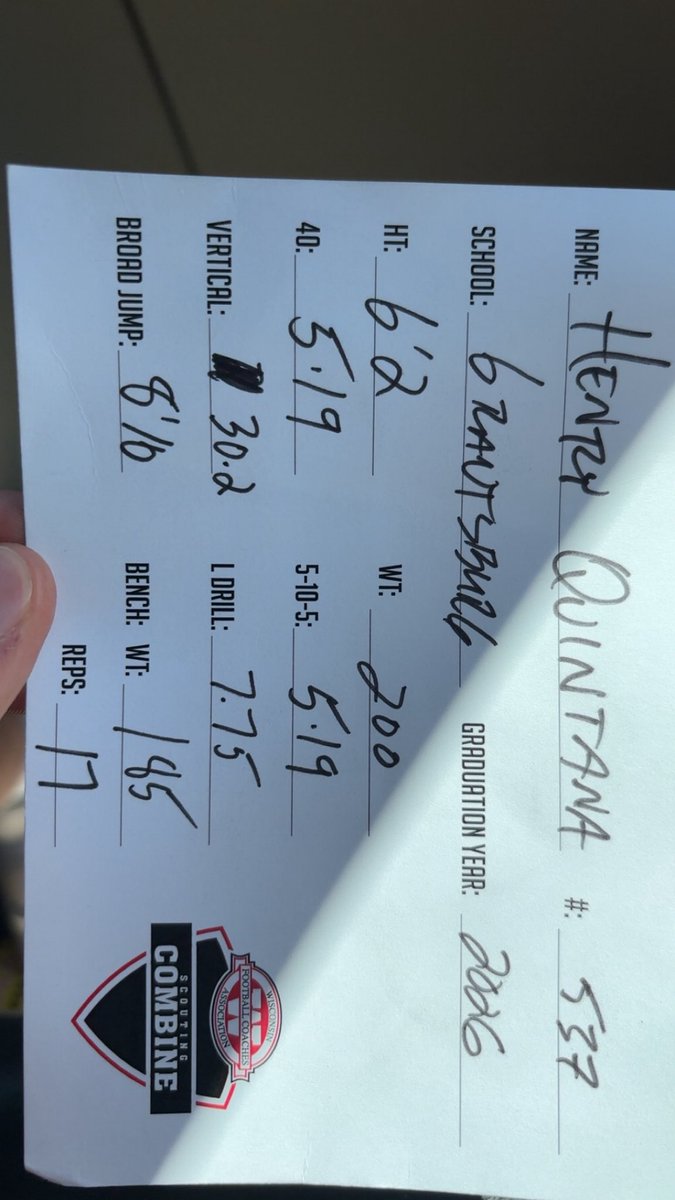 NAME: HENRY QUINTANA #: 537
SCHOOL: GRANTSBURG GRADUATION YEAR: 2026
HT: 6'2 WT: 200
40: 5.19 5-10-5: 5.19
VERTICAL: 30.2 L DRILL: 7.75
BROAD JUMP: 8'6 BENCH: WT: 185
REPS: 17
WISCONSIN
FOOTBALL COACHES
ASSOCIATION
SCOUTING
COMBINE